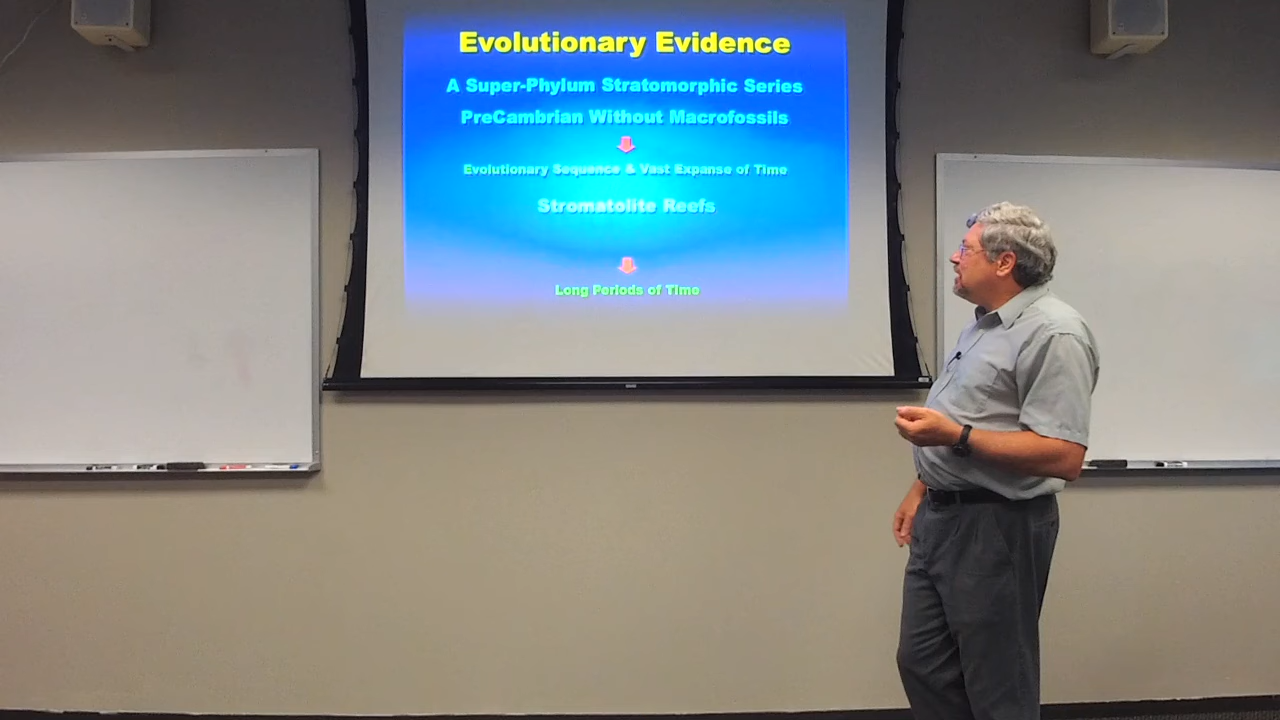 Evolutionary Evidence
A Super-Phylum Stratomorphic Series
PreCambrian Without Macrofossils
Evolutionary Sequence & Vast Expanse of Time
Stromatolite Reefs
Long Periods of Time